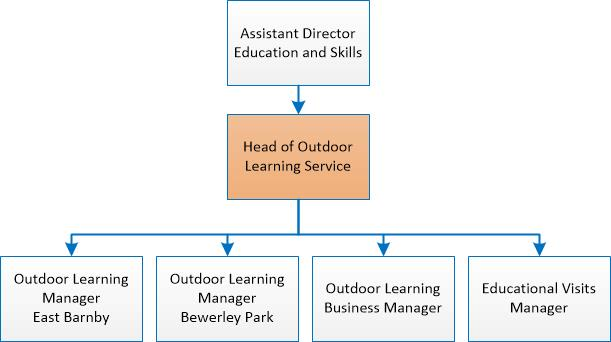 Assistant Director
Education and Skills
Head of Outdoor
Learning Service
Outdoor Learning
Manager
East Barnby
Outdoor Learning
Manager
Bewerley Park
Outdoor Learning
Business Manager
Educational Visits
Manager